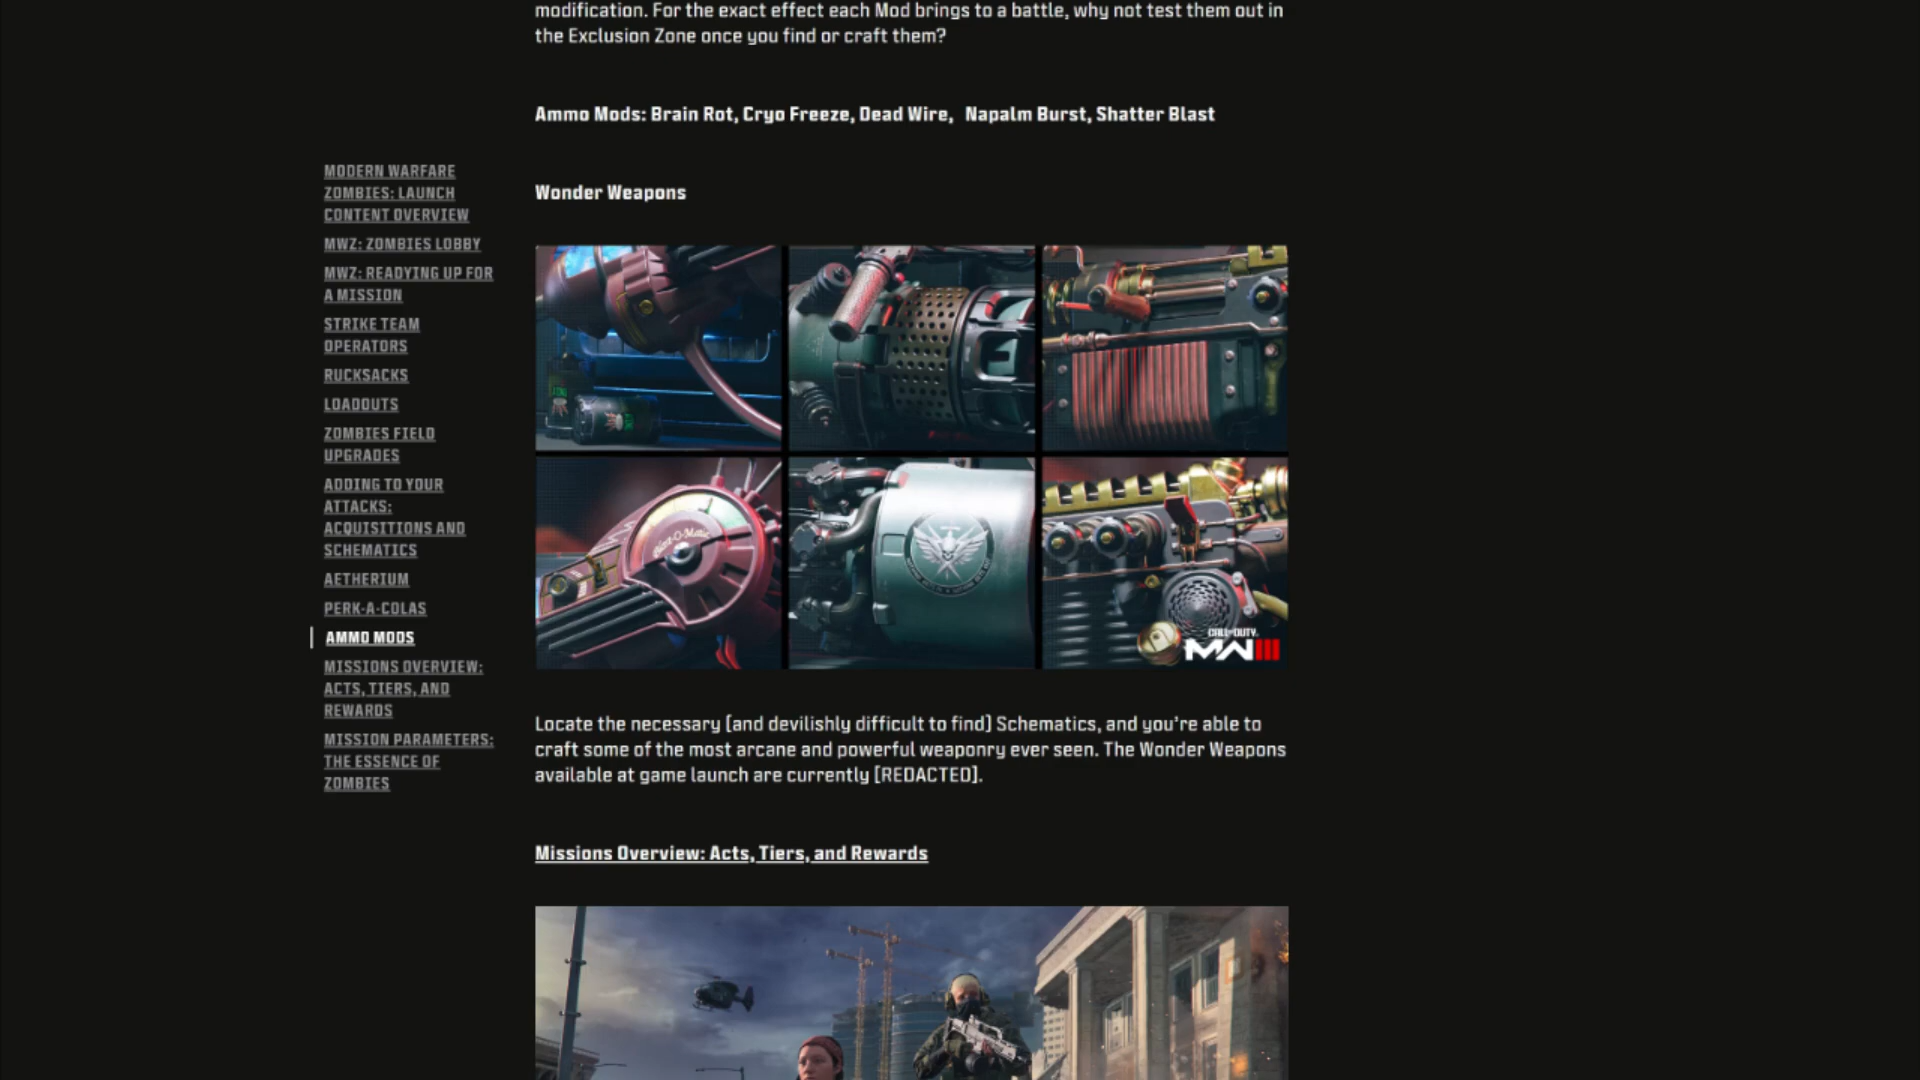 modification. For the exact effect each Mod brings to a battle, why not test them out in
the Exclusion Zone once you find or craft them?
Ammo Mods: Brain Rot, Cryo Freeze, Dead Wire, Napalm Burst, Shatter Blast
MODERN WARFARE
ZOMBIES: LAUNCH
CONTENT OVERVIEW
MWZ: ZOMBIES LOBBY
MWZ: READYING UP FOR
A MISSION
STRIKE TEAM
OPERATORS
RUCKSACKS
LOADOUTS
ZOMBIES FIELD
UPGRADES
ADDING TO YOUR
ATTACKS:
ACQUISITIONS AND
SCHEMATICS
AETHERIUM
PERK-A-COLAS
AMMO MODS
MISSIONS OVERVIEW:
ACTS, TIERS, AND
REWARDS
MISSION PARAMETERS:
THE ESSENCE OF
ZOMBIES
Wonder Weapons
CALL OF DUTY
MWIII
Locate the necessary (and devilishly difficult to find) Schematics, and you're able to
craft some of the most arcane and powerful weaponry ever seen. The Wonder Weapons
available at game launch are currently [REDACTED].
Missions Overview: Acts, Tiers, and Rewards